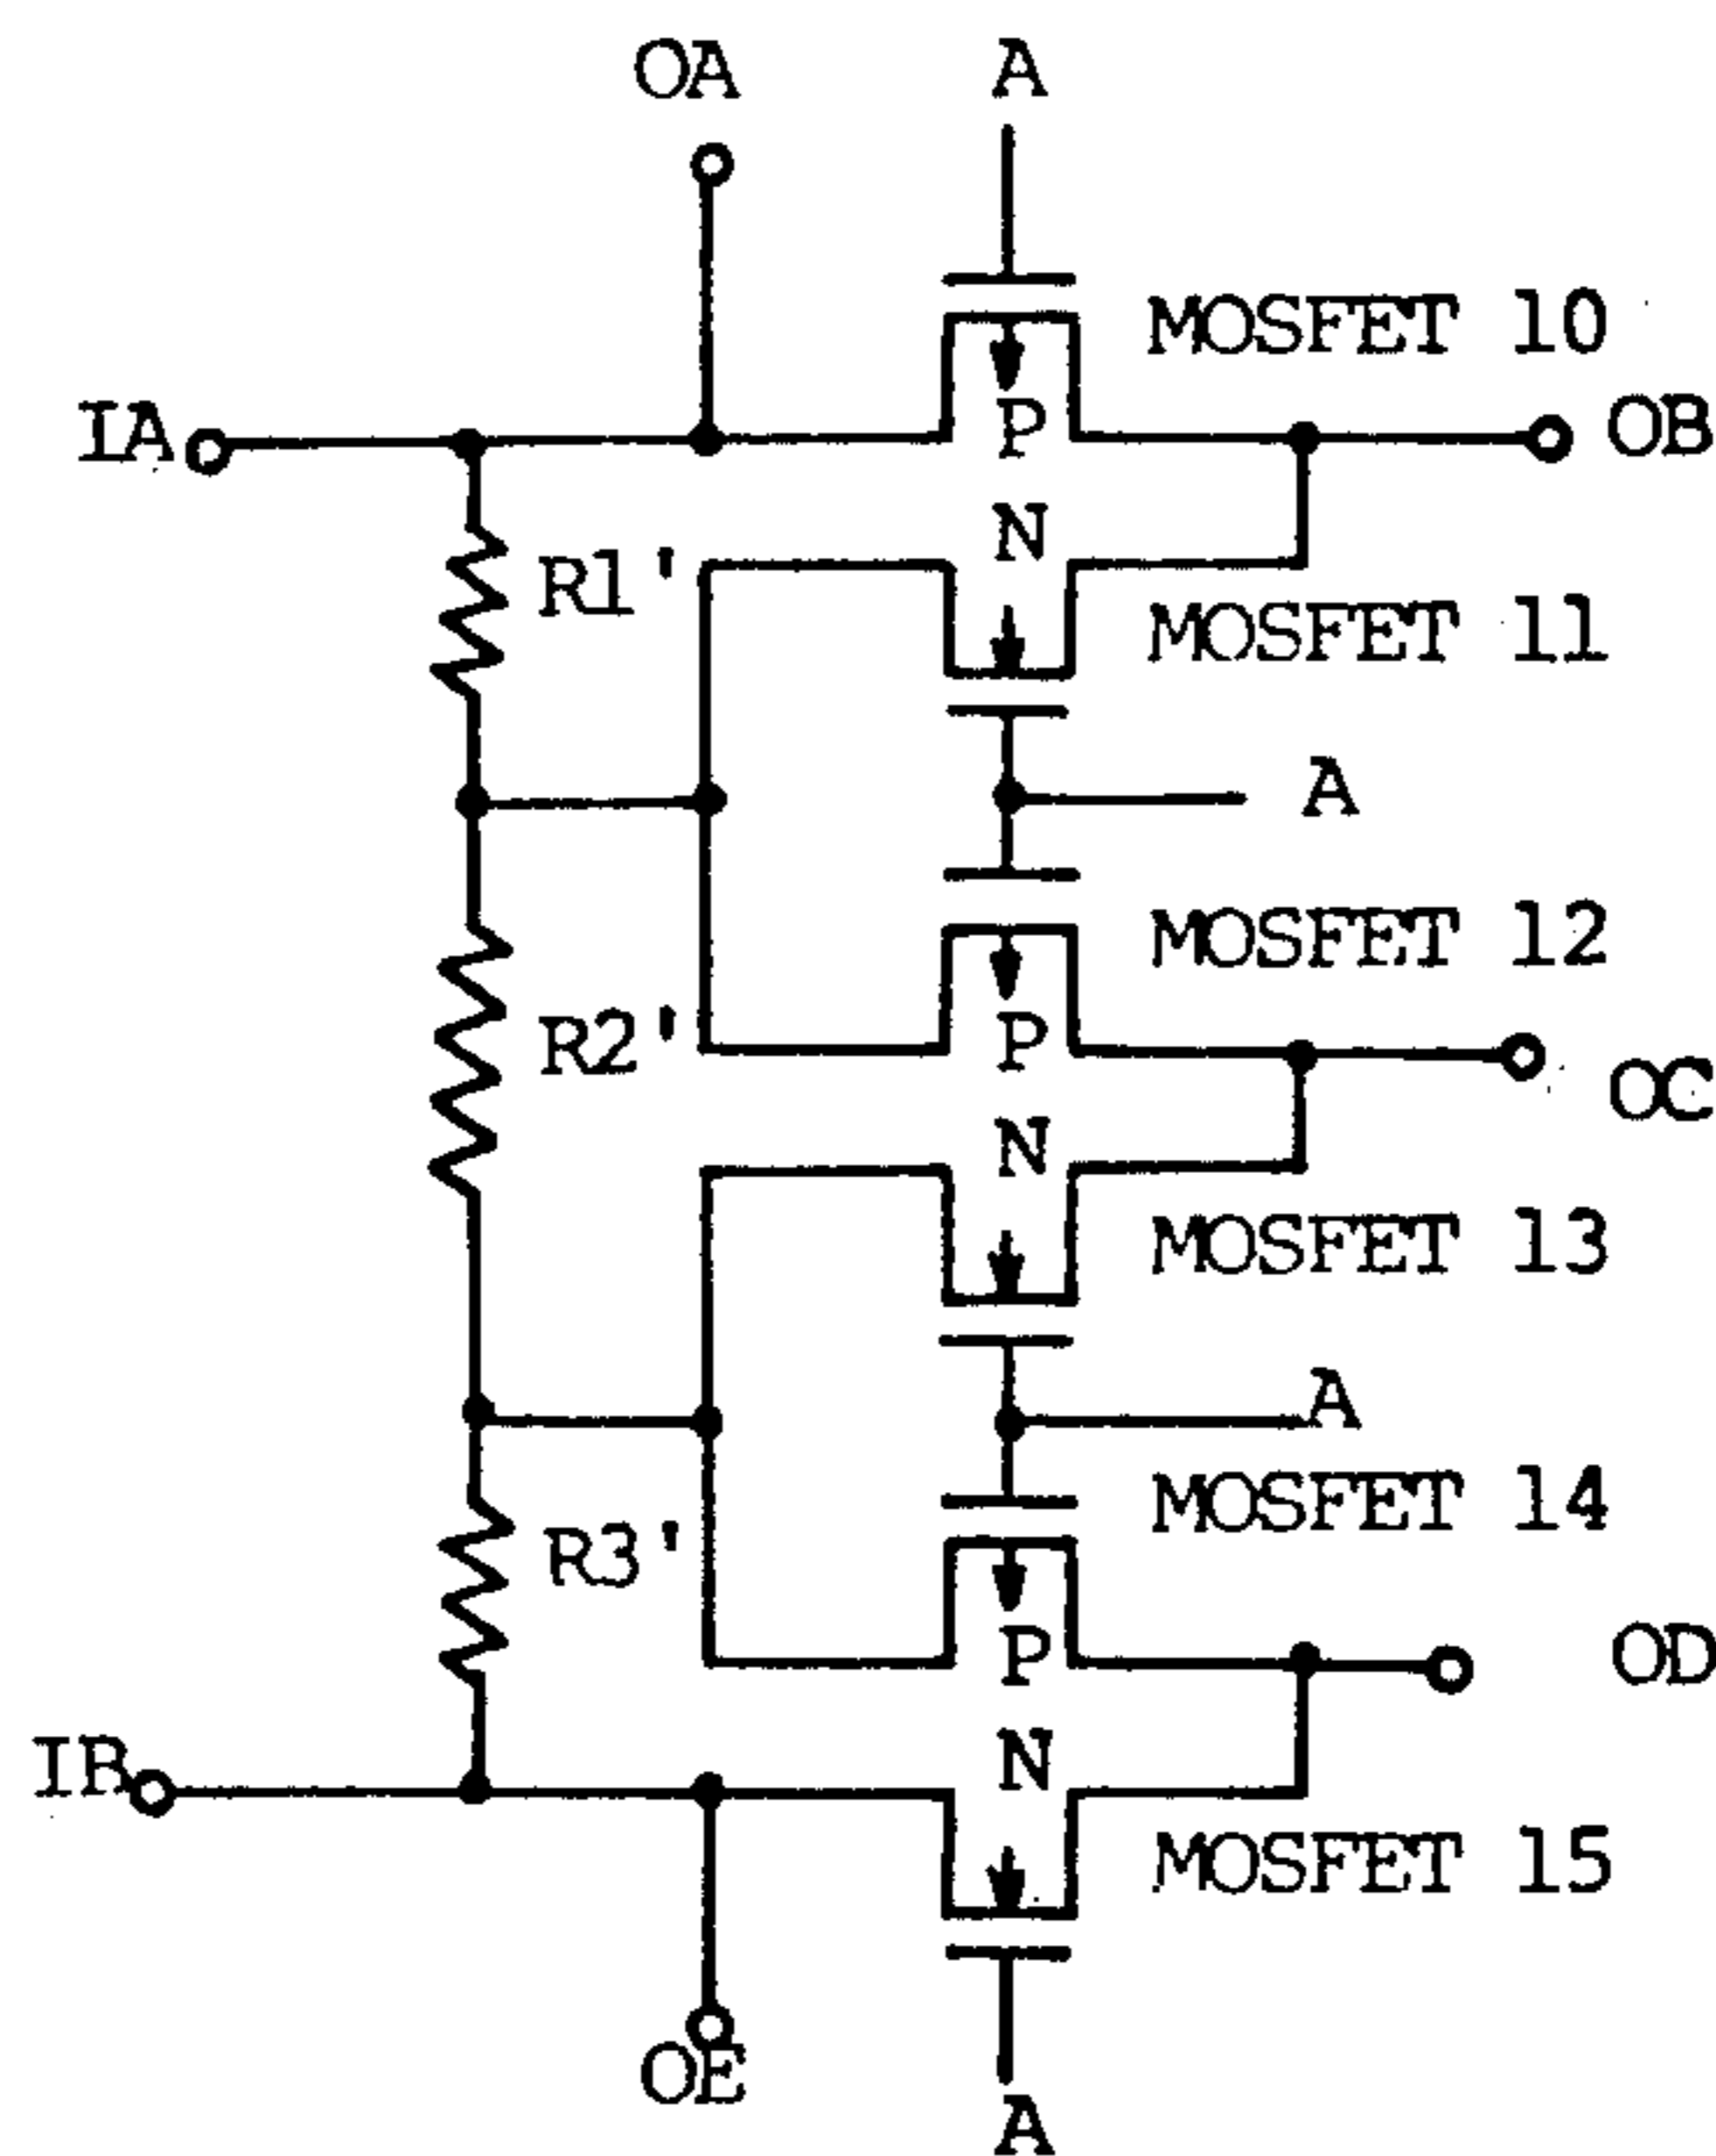 OA
A
MOSFET 10
IA
P
OB
N
R1'
MOSFET 11
A
MOSFET 12
R2'
P
OC
N
MOSFET 13
A
MOSFET 14
R3'
P
OD
IB
N
MOSFET 15
OE
A